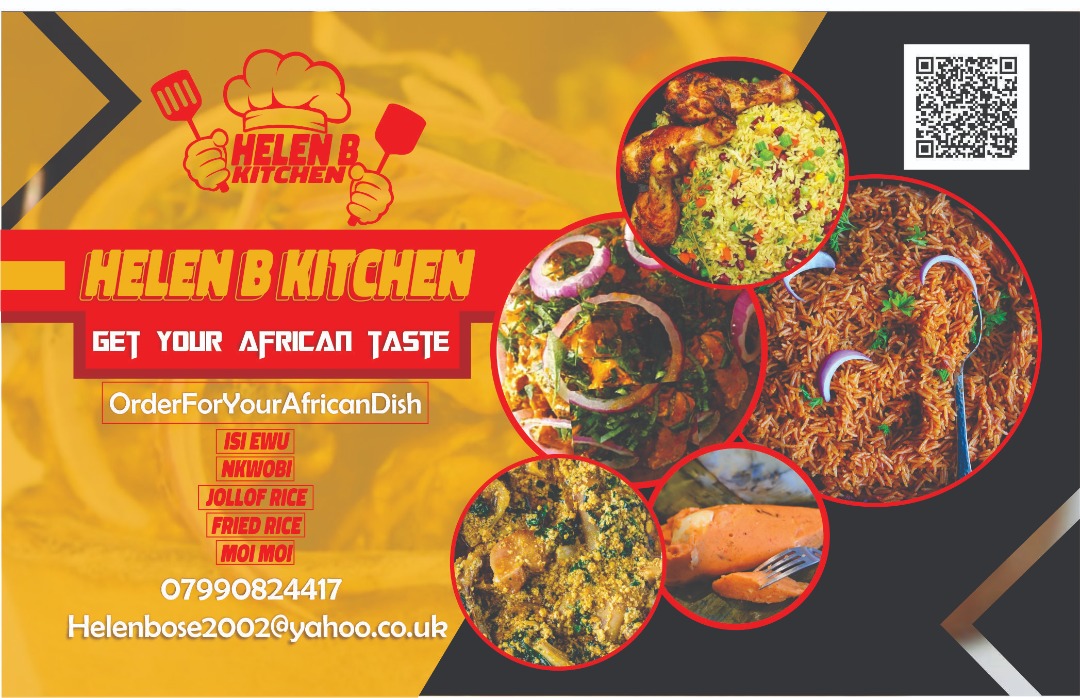 HELEN B
KITCHEN
HELEN B KITCHEN
GET YOUR AFRICAN TASTE
OrderForYourAfricanDish
ISI EWU
NKWOBI
JOLLOF RICE
FRIED RICE
MOI MOI
07990824417
Helenbose2002@yahoo.co.uk